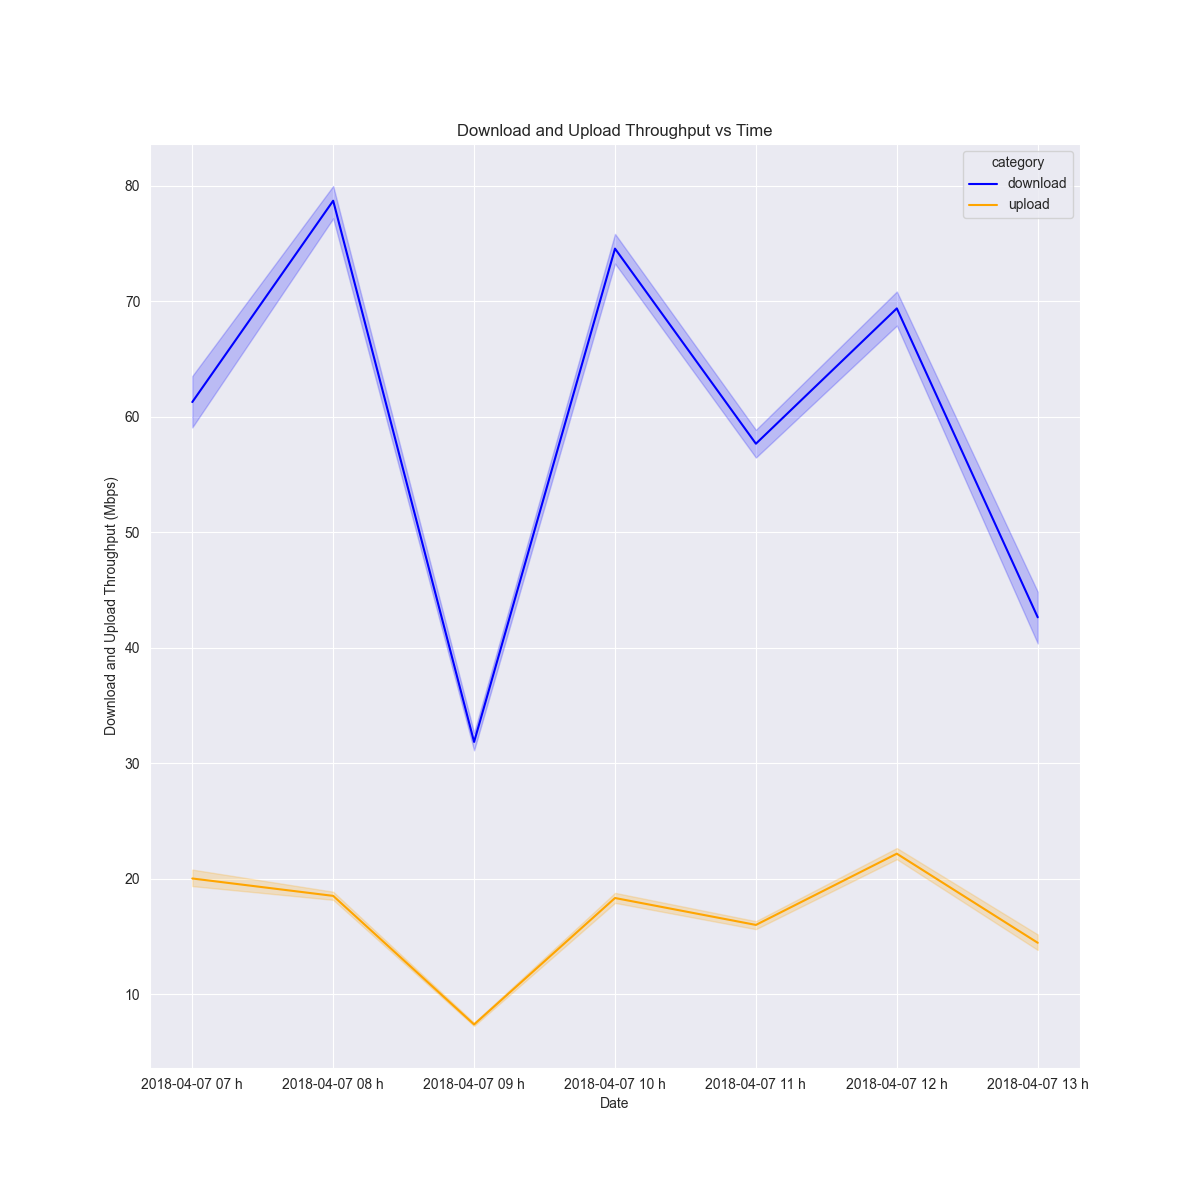 Download and Upload Throughput vs Time
category
download
upload
80
70
60
50
40
30
20
10
Download and Upload Throughput (Mbps)
2018-04-07 07 h
2018-04-07 08 h
2018-04-07 09 h
2018-04-07 10 h
2018-04-07 11 h
2018-04-07 12 h
2018-04-07 13 h
Date